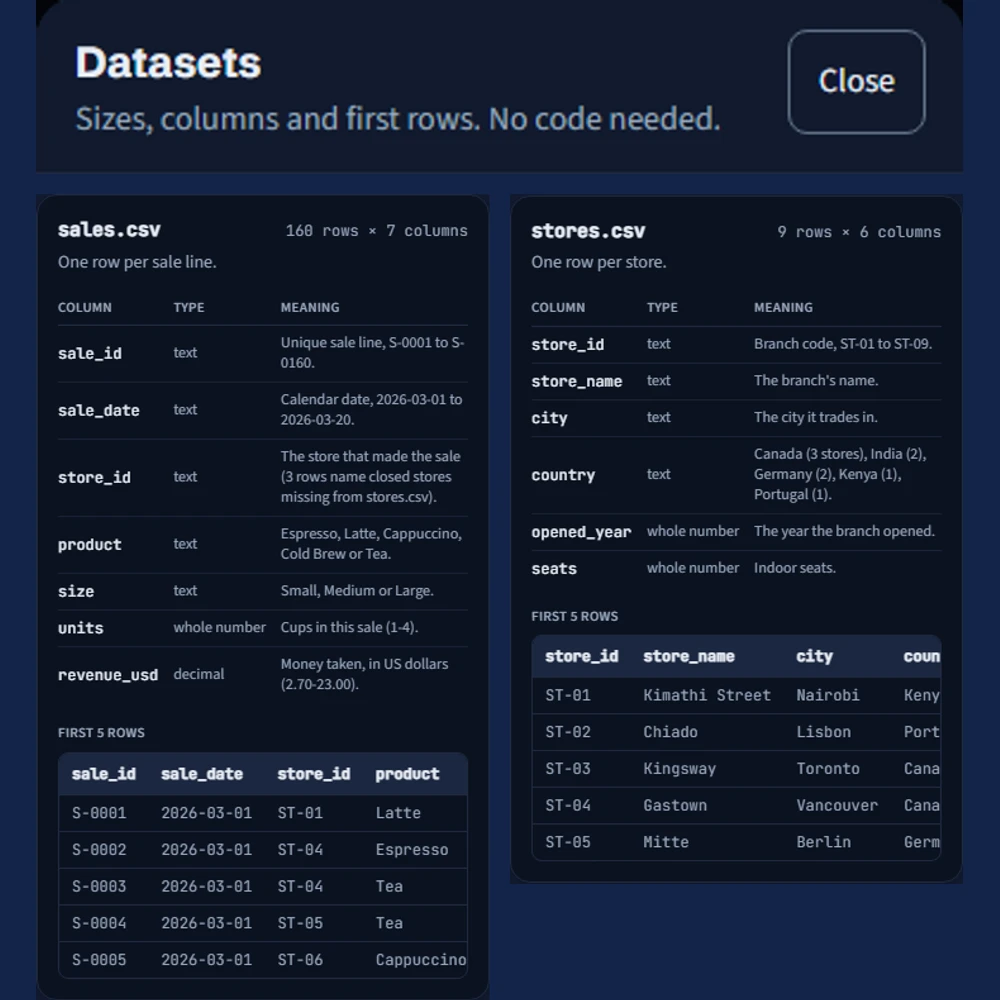 Datasets
Close
Sizes, columns and first rows. No code needed.
sales.csv 160 rows × 7 columns
One row per sale line.
COLUMN TYPE MEANING
sale_id text Unique sale line, S-0001 to S-
0160.
sale_date text Calendar date, 2026-03-01 to
2026-03-20.
store_id text The store that made the sale
(3 rows name closed stores
missing from stores.csv).
product text Espresso, Latte, Cappuccino,
Cold Brew or Tea.
size text Small, Medium or Large.
units whole number Cups in this sale (1-4).
revenue_usd decimal Money taken, in US dollars
(2.70-23.00).
FIRST 5 ROWS
sale_id sale_date store_id product
S-0001 2026-03-01 ST-01 Latte
S-0002 2026-03-01 ST-04 Espresso
S-0003 2026-03-01 ST-04 Tea
S-0004 2026-03-01 ST-05 Tea
S-0005 2026-03-01 ST-06 Cappuccino
stores.csv 9 rows × 6 columns
One row per store.
COLUMN TYPE MEANING
store_id text Branch code, ST-01 to ST-09.
store_name text The branch's name.
city text The city it trades in.
country text Canada (3 stores), India (2),
Germany (2), Kenya (1),
Portugal (1).
opened_year whole number The year the branch opened.
seats whole number Indoor seats.
FIRST 5 ROWS
store_id store_name city coun
ST-01 Kimathi Street Nairobi Keny
ST-02 Chiado Lisbon Port
ST-03 Kingsway Toronto Cana
ST-04 Gastown Vancouver Cana
ST-05 Mitte Berlin Germ